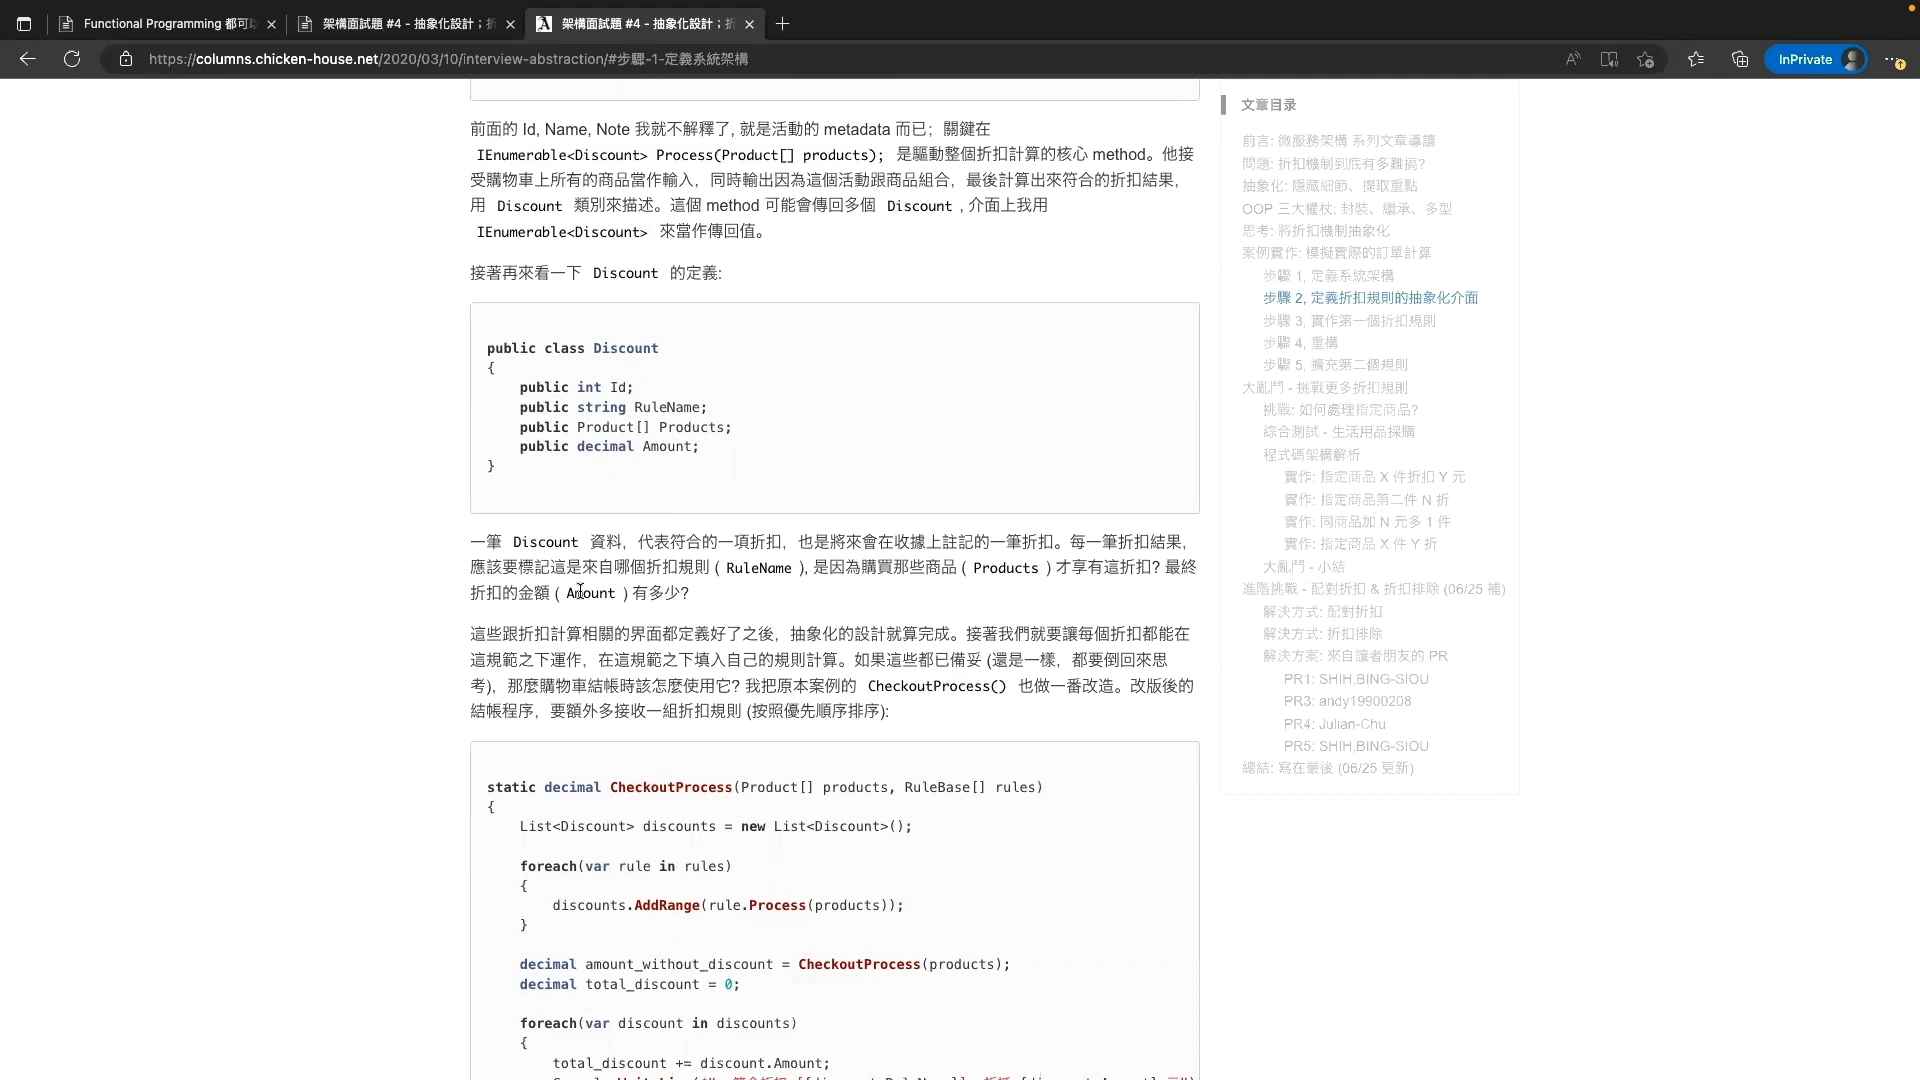 Functional Programming 都可以
架構面試題 #4 - 抽象化設計；折
架構面試題 #4 - 抽象化設計；折
https://columns.chicken-house.net/2020/03/10/interview-abstraction/#步驟-1-定義系統架構
InPrivate
前面的 Id, Name, Note 我就不解釋了, 就是活動的 metadata 而已；關鍵在
IEnumerable<Discount> Process(Product[] products); 是驅動整個折扣計算的核心 method。他接
受購物車上所有的商品當作輸入，同時輸出因為這個活動跟商品組合，最後計算出來符合的折扣結果，
用 Discount 類別來描述。這個 method 可能會傳回多個 Discount , 介面上我用
IEnumerable<Discount> 來當作傳回值。
接著再來看一下 Discount 的定義:
public class Discount
{
public int Id;
public string RuleName;
public Product[] Products;
public decimal Amount;
}
一筆 Discount 資料，代表符合的一項折扣，也是將來會在收據上註記的一筆折扣。每一筆折扣結果，
應該要標記這是來自哪個折扣規則 ( RuleName ), 是因為購買那些商品 ( Products ) 才享有這折扣? 最終
折扣的金額 ( Amount ) 有多少?
這些跟折扣計算相關的界面都定義好了之後，抽象化的設計就算完成。接著我們就要讓每個折扣都能在
這規範之下運作，在這規範之下填入自己的規則計算。如果這些都已備妥 (還是一樣，都要倒回來思
考)，那麼購物車結帳時該怎麼使用它? 我把原本案例的 CheckoutProcess() 也做一番改造。改版後的
結帳程序，要額外多接收一組折扣規則 (按照優先順序排序):
static decimal CheckoutProcess(Product[] products, RuleBase[] rules)
{
List<Discount> discounts = new List<Discount>();
foreach(var rule in rules)
{
discounts.AddRange(rule.Process(products));
}
decimal amount_without_discount = CheckoutProcess(products);
decimal total_discount = 0;
foreach(var discount in discounts)
{
total_discount += discount.Amount;
文章目录
前言: 微服務架構 系列文章導讀
問題: 折扣機制到底有多難搞?
抽象化: 隱藏細節、提取重點
OOP 三大權杖: 封裝、繼承、多型
思考: 將折扣機制抽象化
案例實作: 模擬實際的訂單計算
步驟 1, 定義系統架構
步驟 2, 定義折扣規則的抽象化介面
步驟 3, 實作第一個折扣規則
步驟 4, 重構
步驟 5, 擴充第二個規則
大亂鬥 - 挑戰更多折扣規則
挑戰: 如何處理指定商品?
綜合測試 - 生活用品採購
程式碼架構解析
實作: 指定商品 X 件折扣 Y 元
實作: 指定商品第二件 N 折
實作: 同商品加 N 元多 1 件
實作: 指定商品 X 件 Y 折
大亂鬥 - 小結
進階挑戰 - 配對折扣 & 折扣排除 (06/25 補)
解決方式: 配對折扣
解決方式: 折扣排除
解決方案: 來自讀者朋友的 PR
PR1: SHIH,BING-SIOU
PR3: andy19900208
PR4: Julian-Chu
PR5: SHIH,BING-SIOU
總結: 寫在最後 (06/25 更新)